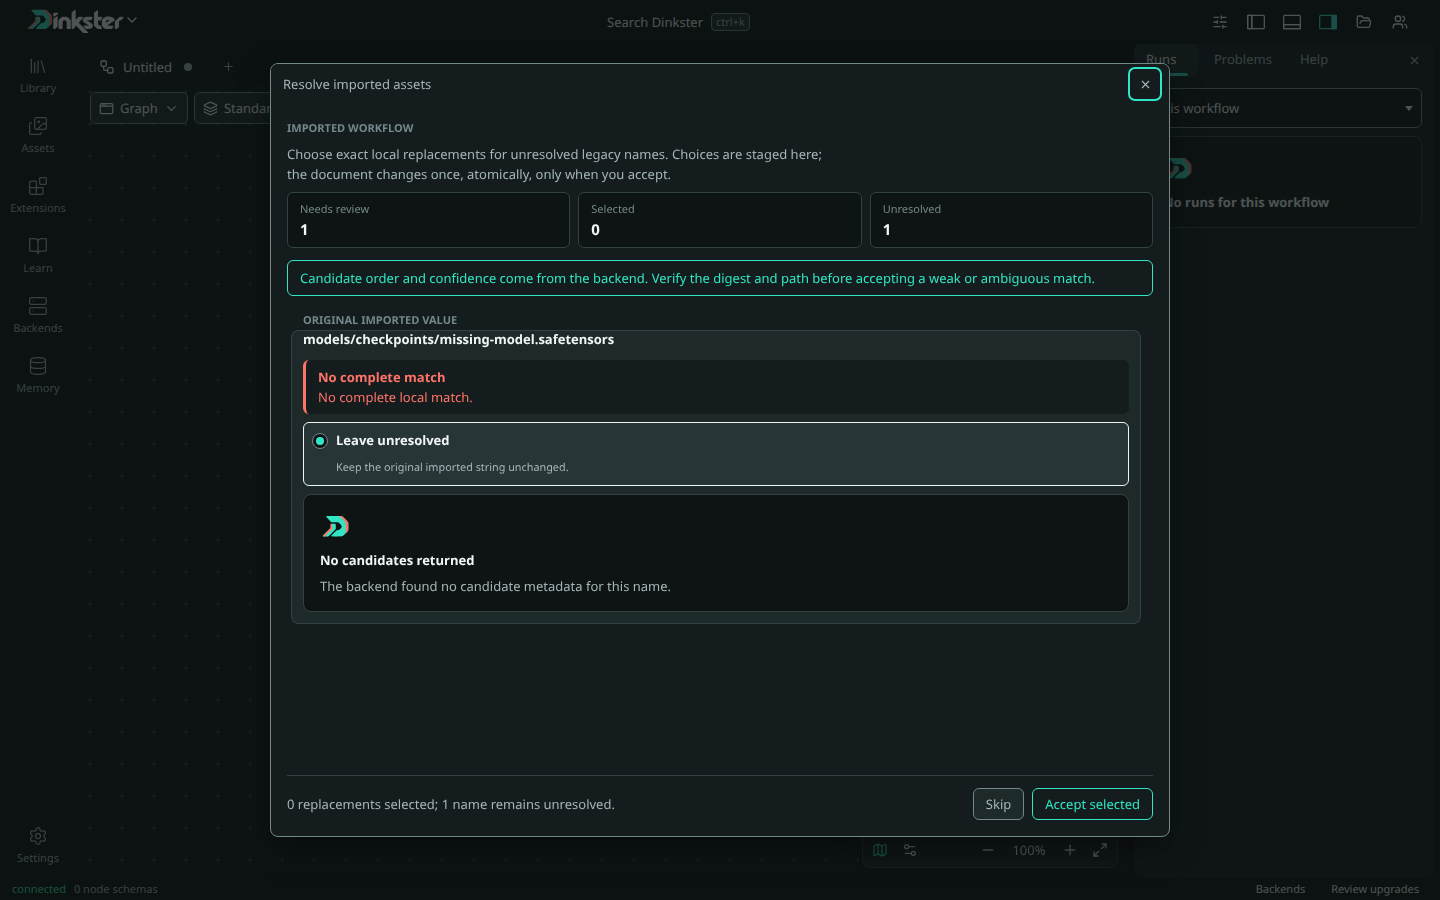 Dinkster
Search Dinkster ctrl+k
Library
Assets
Extensions
Learn
Backends
Memory
Settings
Untitled
Graph
Standar
Runs
Problems
Help
is workflow
No runs for this workflow
Resolve imported assets
IMPORTED WORKFLOW
Choose exact local replacements for unresolved legacy names. Choices are staged here;
the document changes once, atomically, only when you accept.
Needs review
1
Selected
0
Unresolved
1
Candidate order and confidence come from the backend. Verify the digest and path before accepting a weak or ambiguous match.
ORIGINAL IMPORTED VALUE
models/checkpoints/missing-model.safetensors
No complete match
No complete local match.
Leave unresolved
Keep the original imported string unchanged.
No candidates returned
The backend found no candidate metadata for this name.
0 replacements selected; 1 name remains unresolved.
Skip
Accept selected
100%
connected 0 node schemas
Backends
Review upgrades